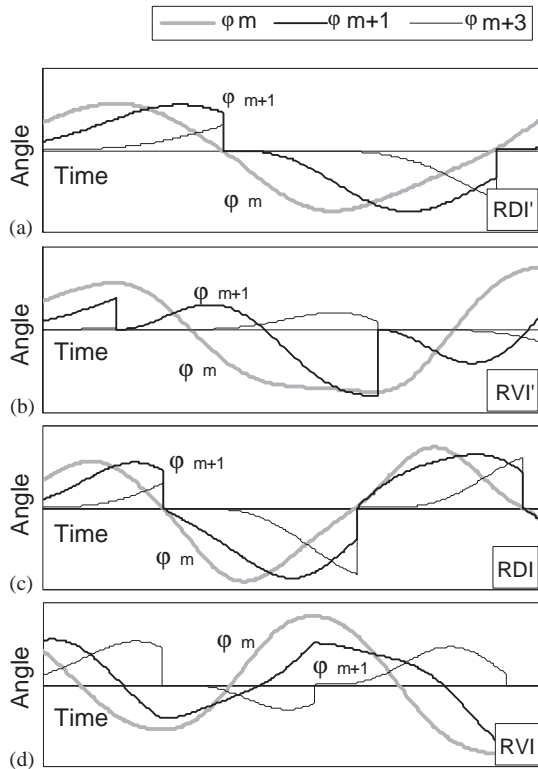 φ m φ m+1 φ m+3
Angle
φ m+1
Time
φ m
RDI'
(a)
Angle
φ m+1
Time
φ m
RVI'
(b)
Angle
φ m+1
Time
φ m
RDI
(c)
Angle
φ m
φ m+1
Time
RVI
(d)